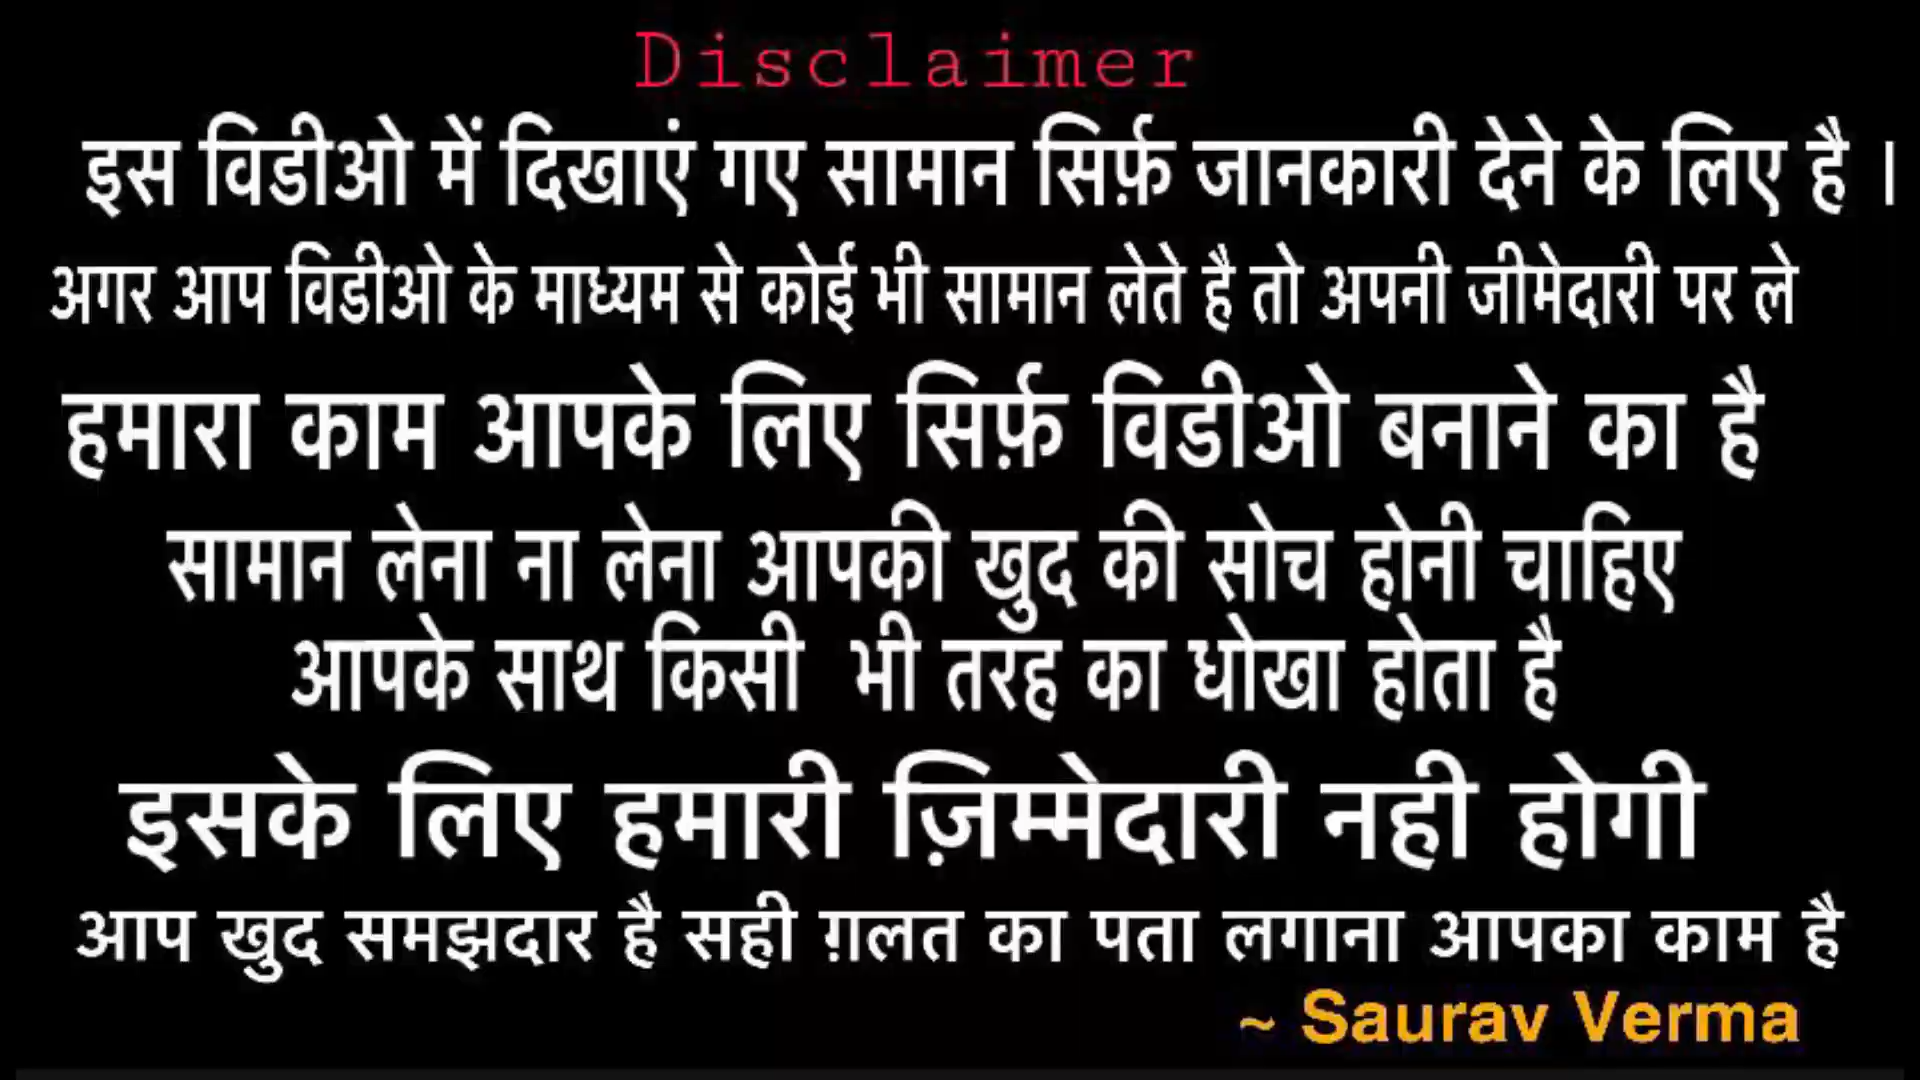 Disclaimer
इस विडीओ में दिखाएं गए सामान सिर्फ़ जानकारी देने के लिए है ।
अगर आप विडीओ के माध्यम से कोई भी सामान लेते है तो अपनी जीमेदारी पर ले
हमारा काम आपके लिए सिर्फ़ विडीओ बनाने का है
सामान लेना ना लेना आपकी खुद की सोच होनी चाहिए
आपके साथ किसी भी तरह का धोखा होता है
इसके लिए हमारी ज़िम्मेदारी नही होगी
आप खुद समझदार है सही ग़लत का पता लगाना आपका काम है
~ Saurav Verma